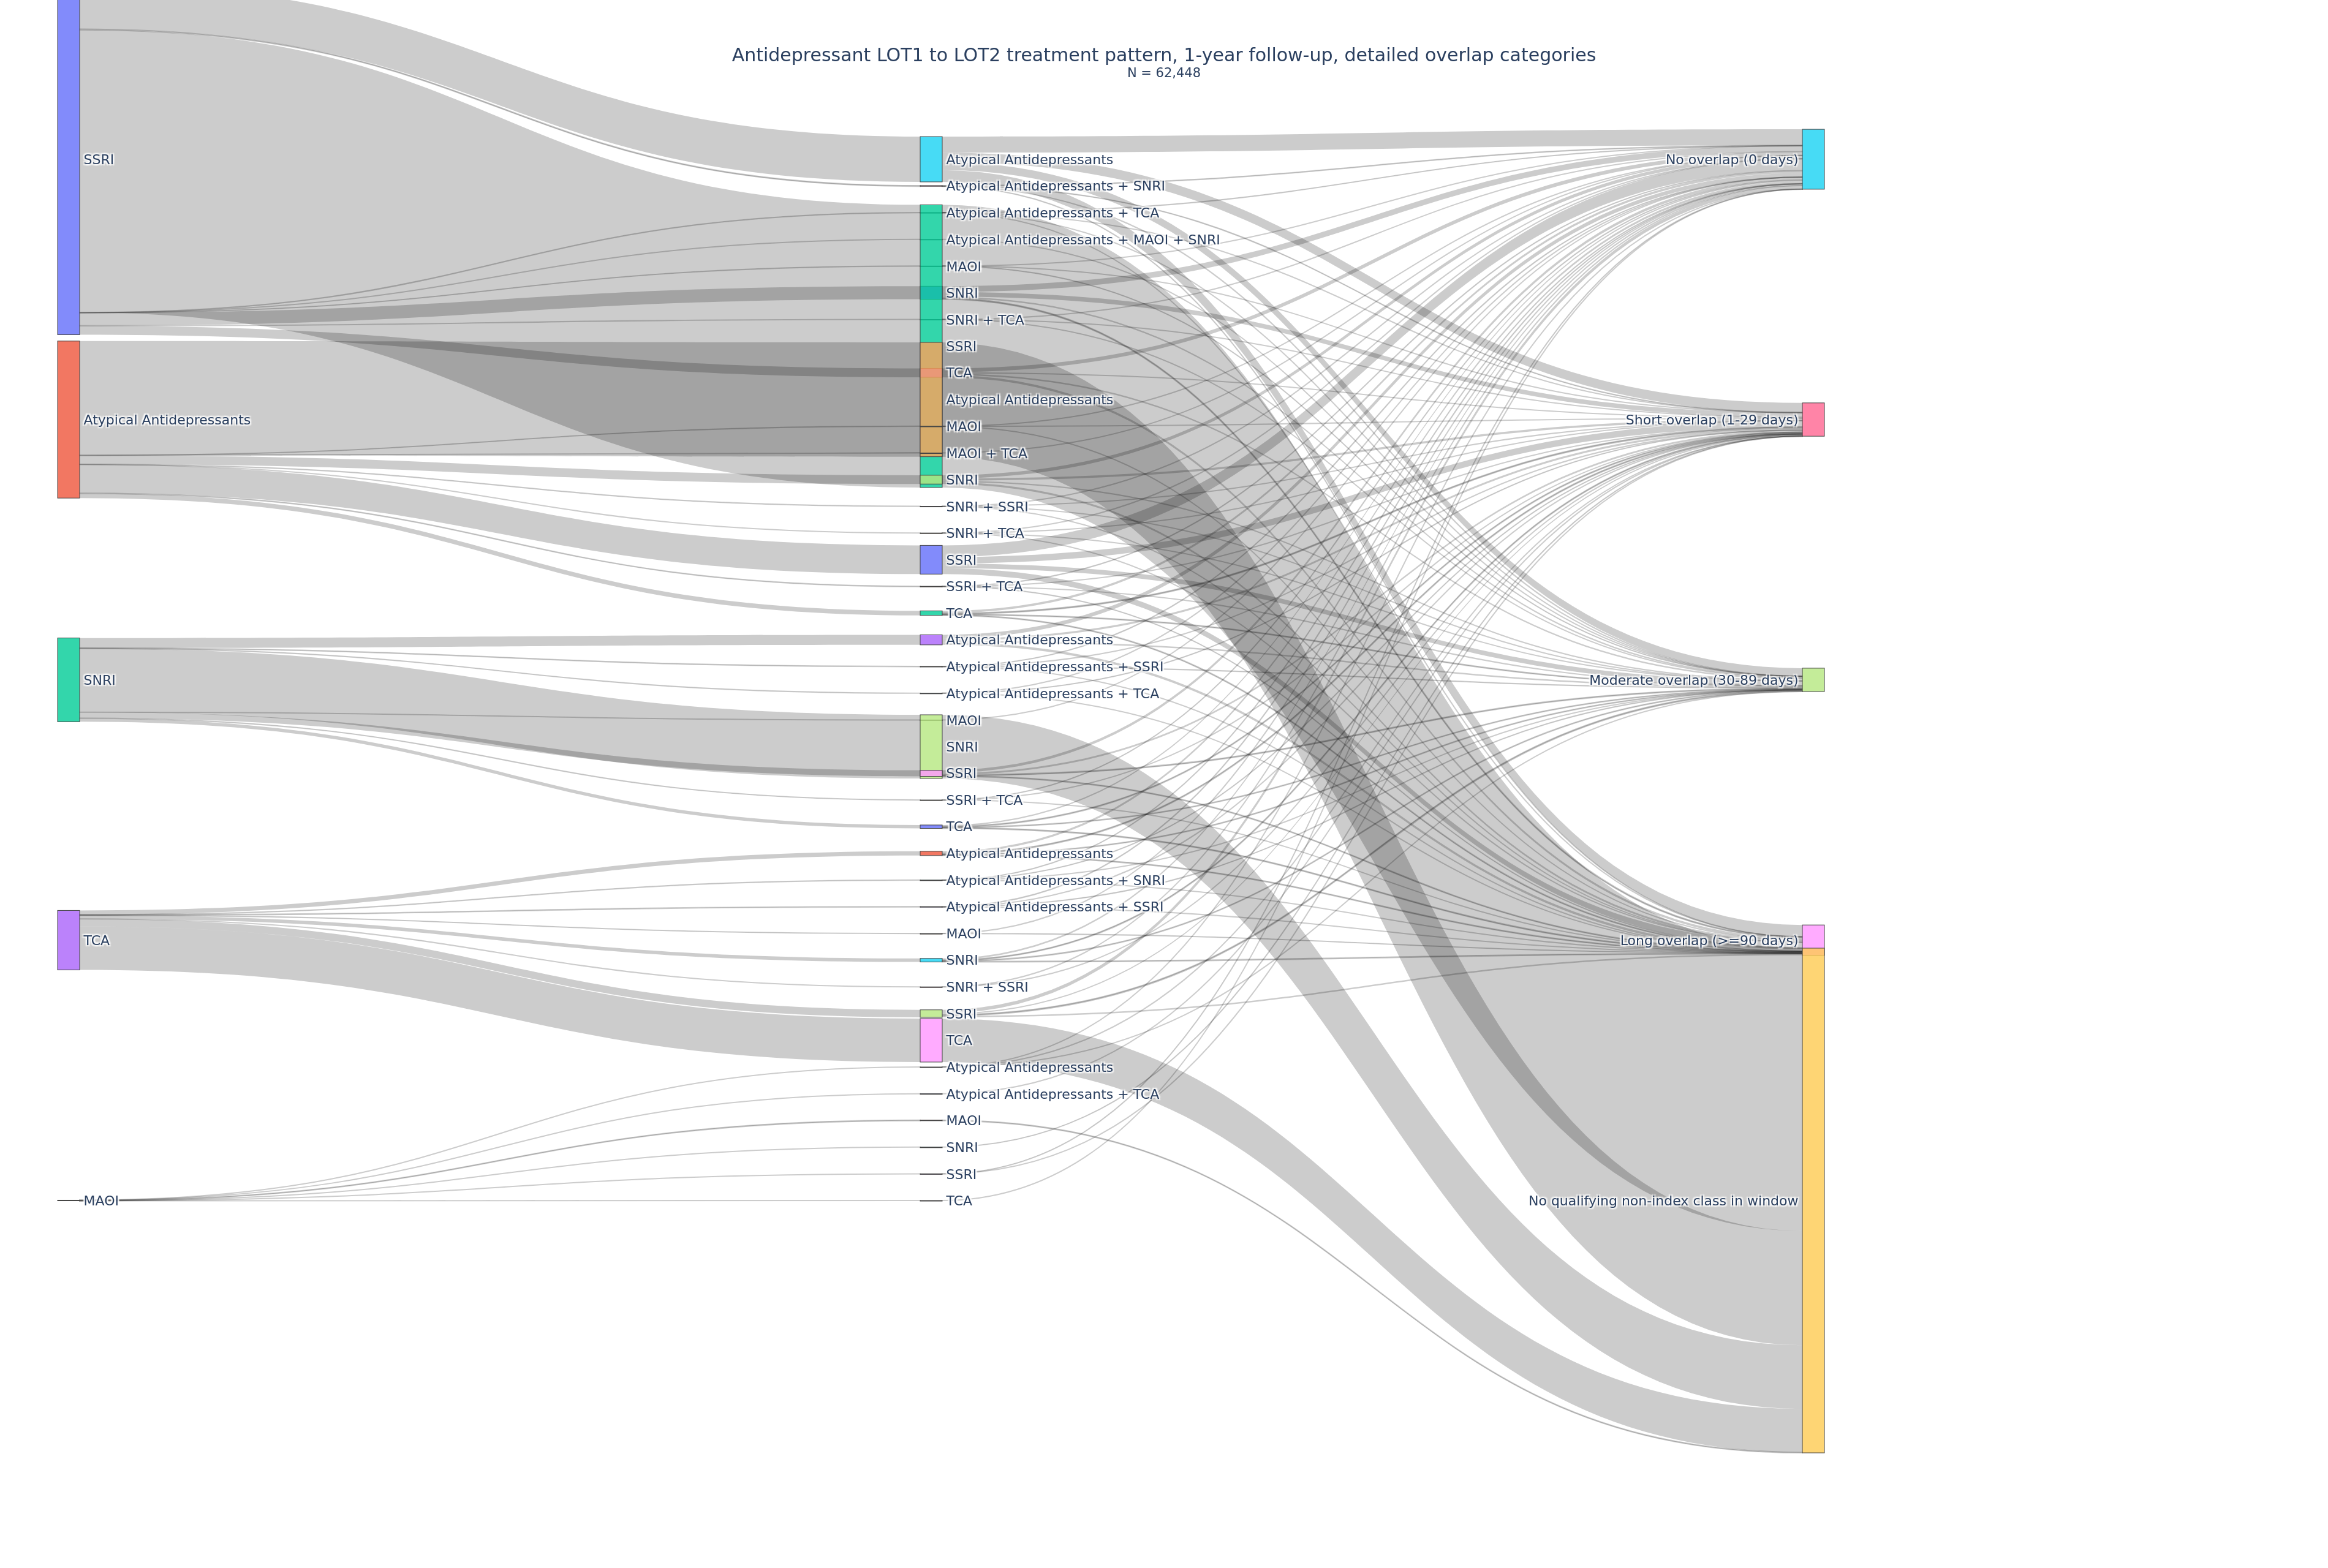 Antidepressant LOT1 to LOT2 treatment pattern, 1-year follow-up, detailed overlap categories
N = 62,448
SSRI
Atypical Antidepressants
SNRI
TCA
MAOI
Atypical Antidepressants
Atypical Antidepressants + SNRI
Atypical Antidepressants + TCA
Atypical Antidepressants + MAOI + SNRI
MAOI
SNRI
SNRI + TCA
SSRI
TCA
Atypical Antidepressants
MAOI
MAOI + TCA
SNRI
SNRI + SSRI
SNRI + TCA
SSRI
SSRI + TCA
TCA
Atypical Antidepressants
Atypical Antidepressants + SSRI
Atypical Antidepressants + TCA
MAOI
SNRI
SSRI
SSRI + TCA
TCA
Atypical Antidepressants
Atypical Antidepressants + SNRI
Atypical Antidepressants + SSRI
MAOI
SNRI
SNRI + SSRI
SSRI
TCA
Atypical Antidepressants
Atypical Antidepressants + TCA
MAOI
SNRI
SSRI
TCA
No overlap (0 days)
Short overlap (1-29 days)
Moderate overlap (30-89 days)
Long overlap (>=90 days)
No qualifying non-index class in window